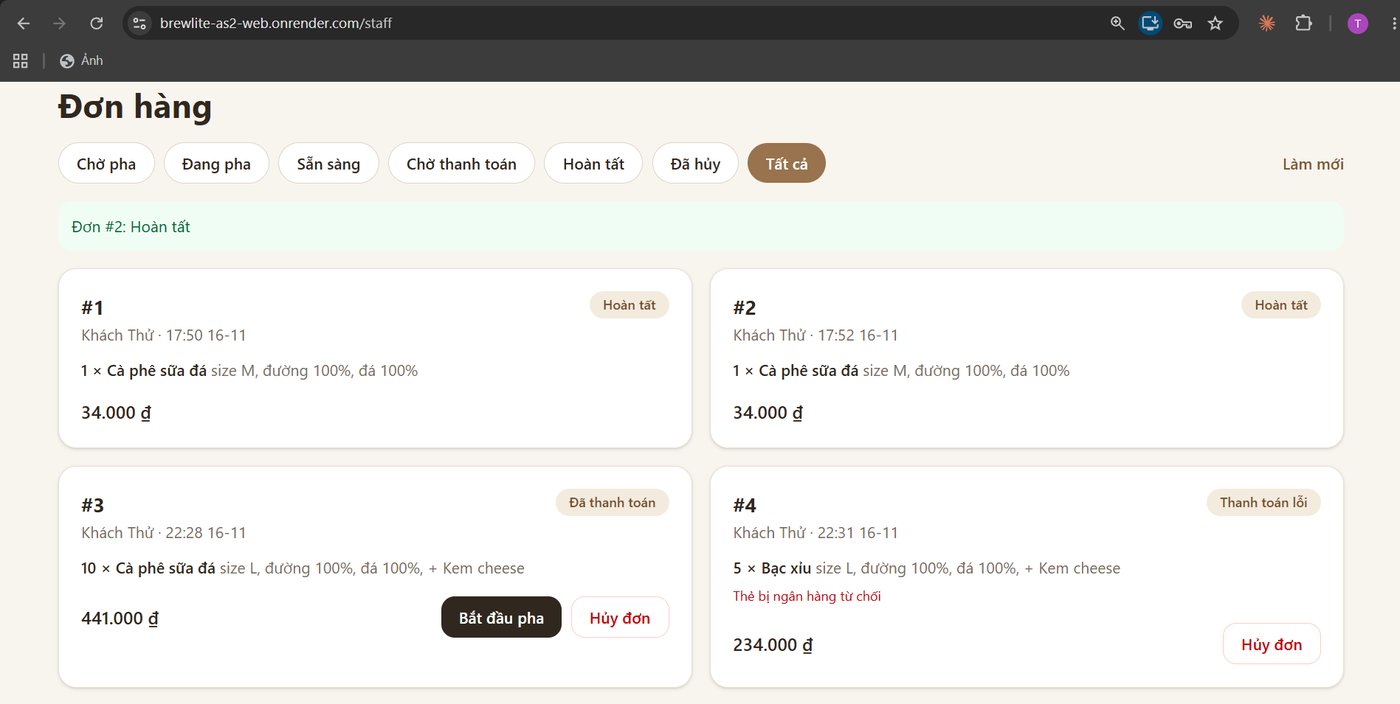 brewlite-as2-web.onrender.com/staff
T
Ảnh
Đơn hàng
Chờ pha
Đang pha
Sẵn sàng
Chờ thanh toán
Hoàn tất
Đã hủy
Tất cả
Làm mới
Đơn #2: Hoàn tất
#1
Hoàn tất
Khách Thử · 17:50 16-11
1 × Cà phê sữa đá size M, đường 100%, đá 100%
34.000 ₫
#2
Hoàn tất
Khách Thử · 17:52 16-11
1 × Cà phê sữa đá size M, đường 100%, đá 100%
34.000 ₫
#3
Đã thanh toán
Khách Thử · 22:28 16-11
10 × Cà phê sữa đá size L, đường 100%, đá 100%, + Kem cheese
441.000 ₫
Bắt đầu pha
Hủy đơn
#4
Thanh toán lỗi
Khách Thử · 22:31 16-11
5 × Bạc xỉu size L, đường 100%, đá 100%, + Kem cheese
Thẻ bị ngân hàng từ chối
234.000 ₫
Hủy đơn